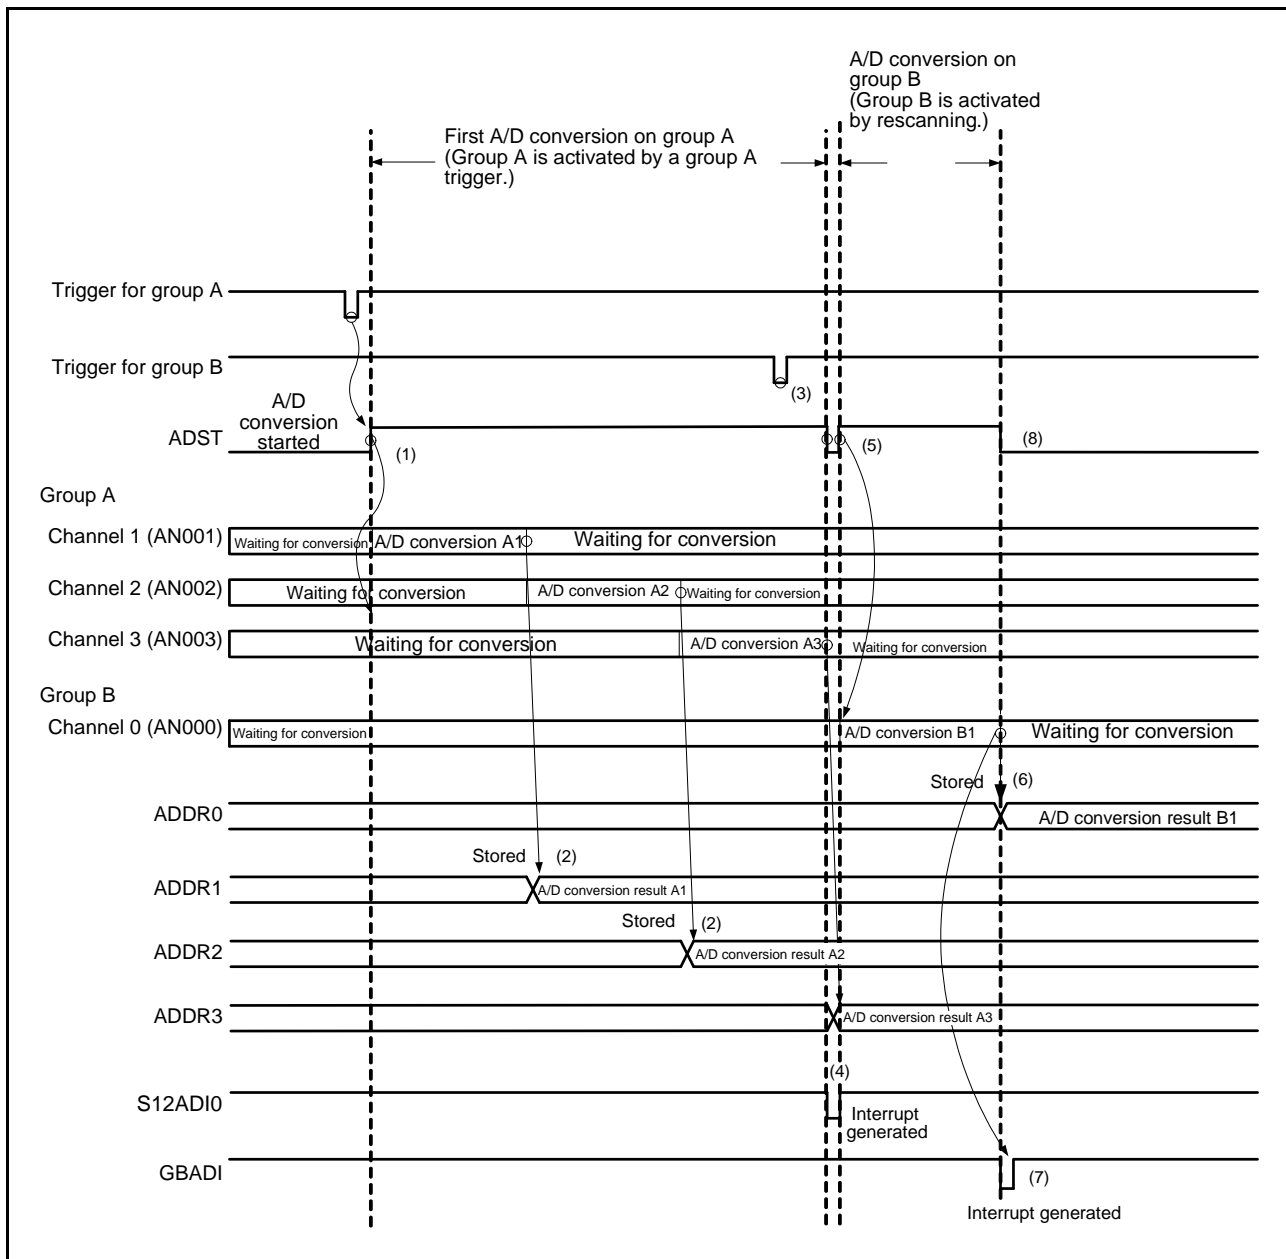 A/D conversion on
group B
(Group B is activated
by rescanning.)
First A/D conversion on group A
(Group A is activated by a group A
trigger.)
Trigger for group A
Trigger for group B
(3)
A/D
conversion
started
ADST
(1)
(5)
(8)
Group A
Channel 1 (AN001)
Waiting for conversion
A/D conversion A1
Waiting for conversion
Channel 2 (AN002)
Waiting for conversion
A/D conversion A2
Waiting for conversion
Channel 3 (AN003)
Waiting for conversion
A/D conversion A3
Waiting for conversion
Group B
Channel 0 (AN000)
Waiting for conversion
A/D conversion B1
Waiting for conversion
Stored
(6)
ADDR0
A/D conversion result B1
Stored
(2)
ADDR1
A/D conversion result A1
Stored
(2)
ADDR2
A/D conversion result A2
ADDR3
A/D conversion result A3
(4)
S12ADI0
Interrupt
generated
GBADI
(7)
Interrupt generated